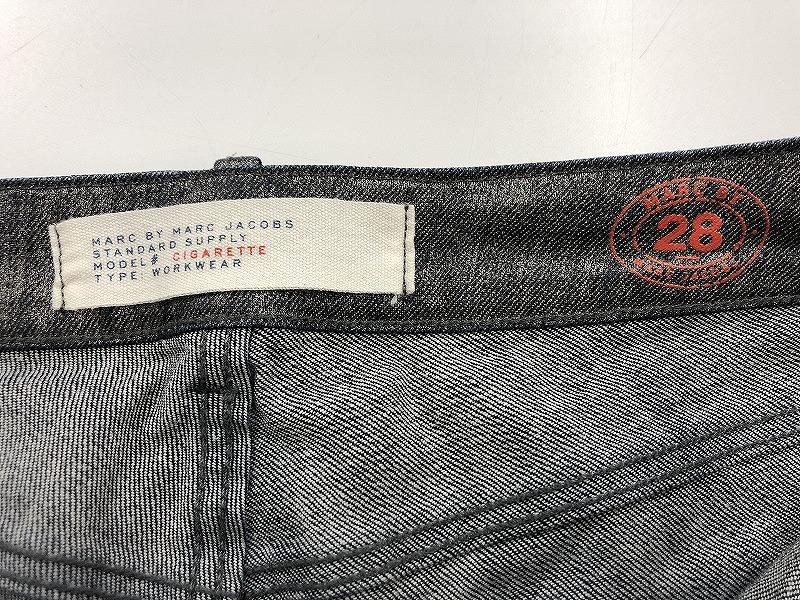 MARC BY MARC JACOBS
STANDARD SUPPLY
MODEL# CIGARETTE
TYPE: WORKWEAR
MARC BY
28